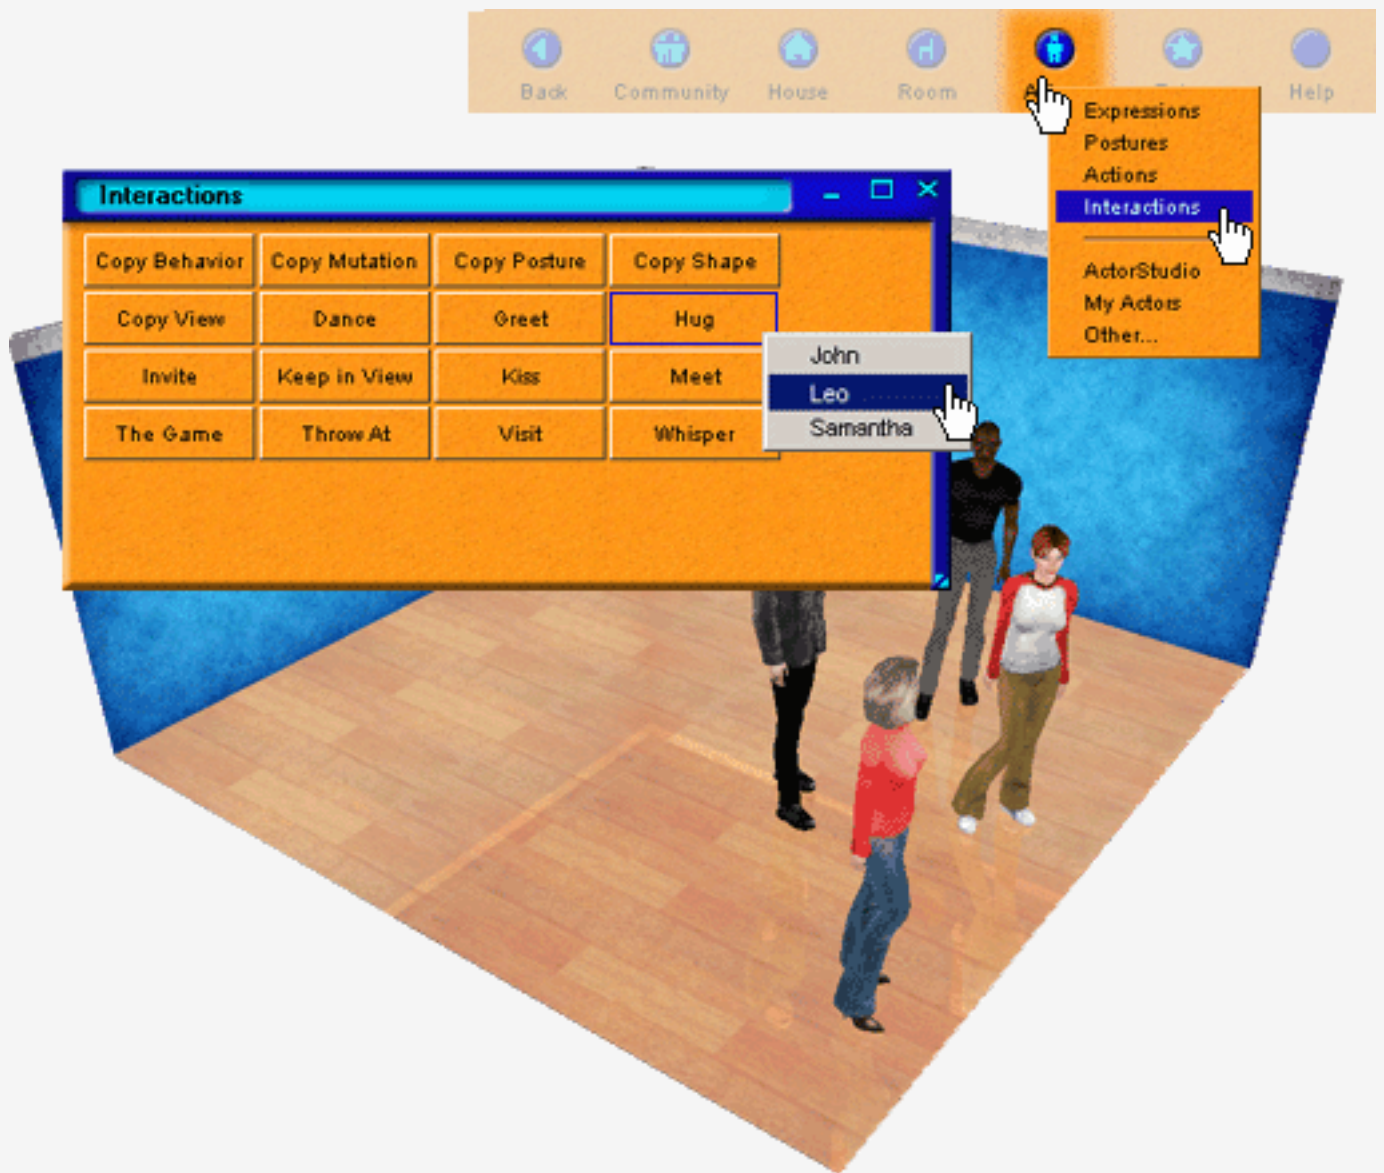 Back
Community
House
Room
Help
Expressions
Postures
Actions
Interactions
ActorStudio
My Actors
Other...
Interactions
Copy Behavior
Copy Mutation
Copy Posture
Copy Shape
Copy View
Dance
Greet
Hug
Invite
Keep in View
Kiss
Meet
The Game
Throw At
Visit
Whisper
John
Leo
Samantha